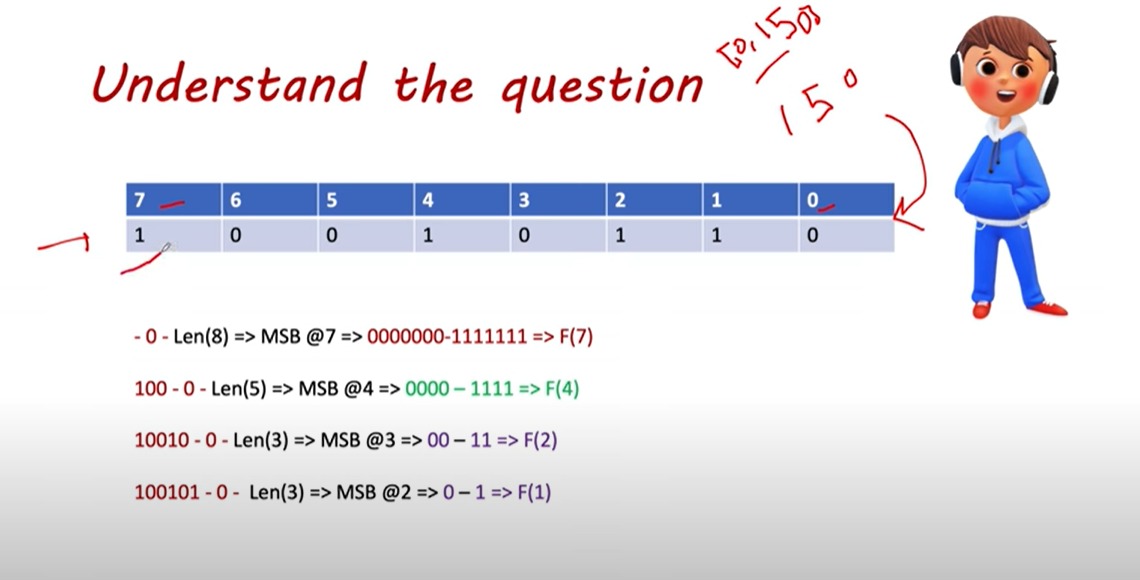 Understand the question
[0,150]
150
7 6 5 4 3 2 1 0
1 0 0 1 0 1 1 0
- 0 - Len(8) => MSB @7 => 0000000-1111111 => F(7)
100 - 0 - Len(5) => MSB @4 => 0000 – 1111 => F(4)
10010 - 0 - Len(3) => MSB @3 => 00 – 11 => F(2)
100101 - 0 - Len(3) => MSB @2 => 0 – 1 => F(1)